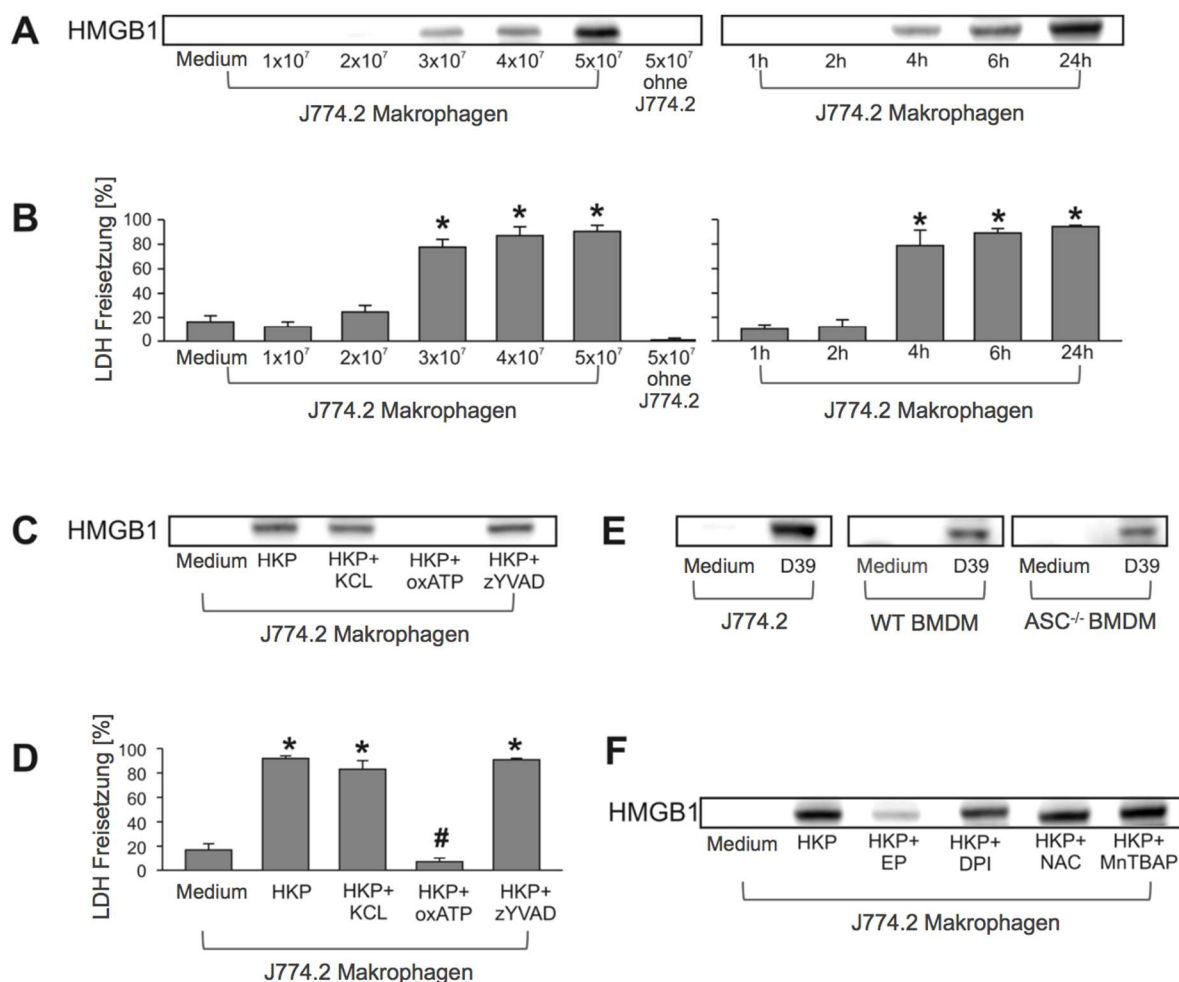 A
HMGB1
Medium 1x10⁷ 2x10⁷ 3x10⁷ 4x10⁷ 5x10⁷ 5x10⁷ ohne J774.2
J774.2 Makrophagen
1h 2h 4h 6h 24h
J774.2 Makrophagen
B
LDH Freisetzung [%]
100
80
60
40
20
0
* * *
Medium 1x10⁷ 2x10⁷ 3x10⁷ 4x10⁷ 5x10⁷ 5x10⁷ ohne J774.2
J774.2 Makrophagen
* * *
1h 2h 4h 6h 24h
J774.2 Makrophagen
C
HMGB1
Medium HKP HKP+ KCL HKP+ oxATP HKP+ zYVAD
J774.2 Makrophagen
E
Medium D39
J774.2
Medium D39
WT BMDM
Medium D39
ASC⁻/⁻ BMDM
D
LDH Freisetzung [%]
100
80
60
40
20
0
* * # *
Medium HKP HKP+ KCL HKP+ oxATP HKP+ zYVAD
J774.2 Makrophagen
F
HMGB1
Medium HKP HKP+ EP HKP+ DPI HKP+ NAC HKP+ MnTBAP
J774.2 Makrophagen